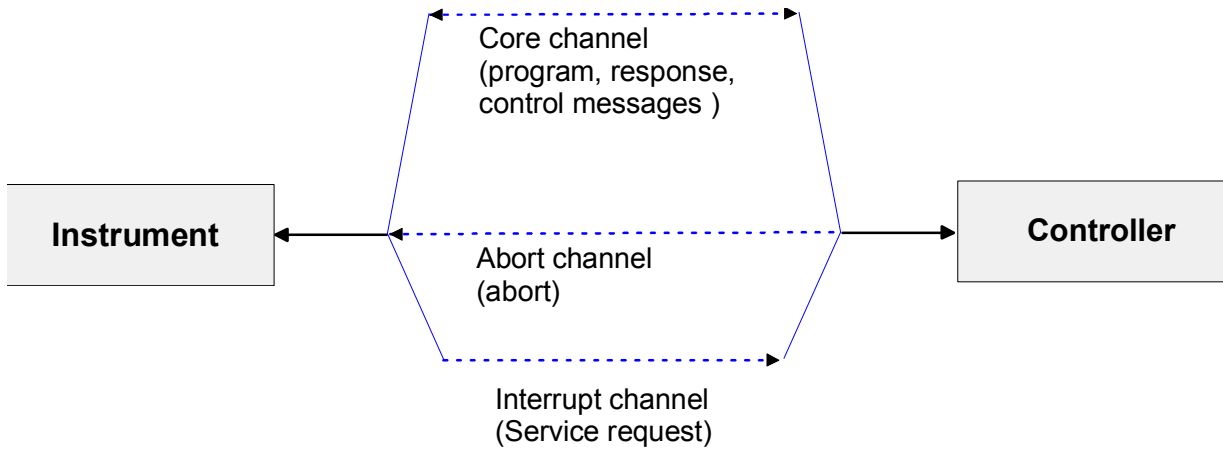 Core channel
(program, response,
control messages )
Instrument
Controller
Abort channel
(abort)
Interrupt channel
(Service request)